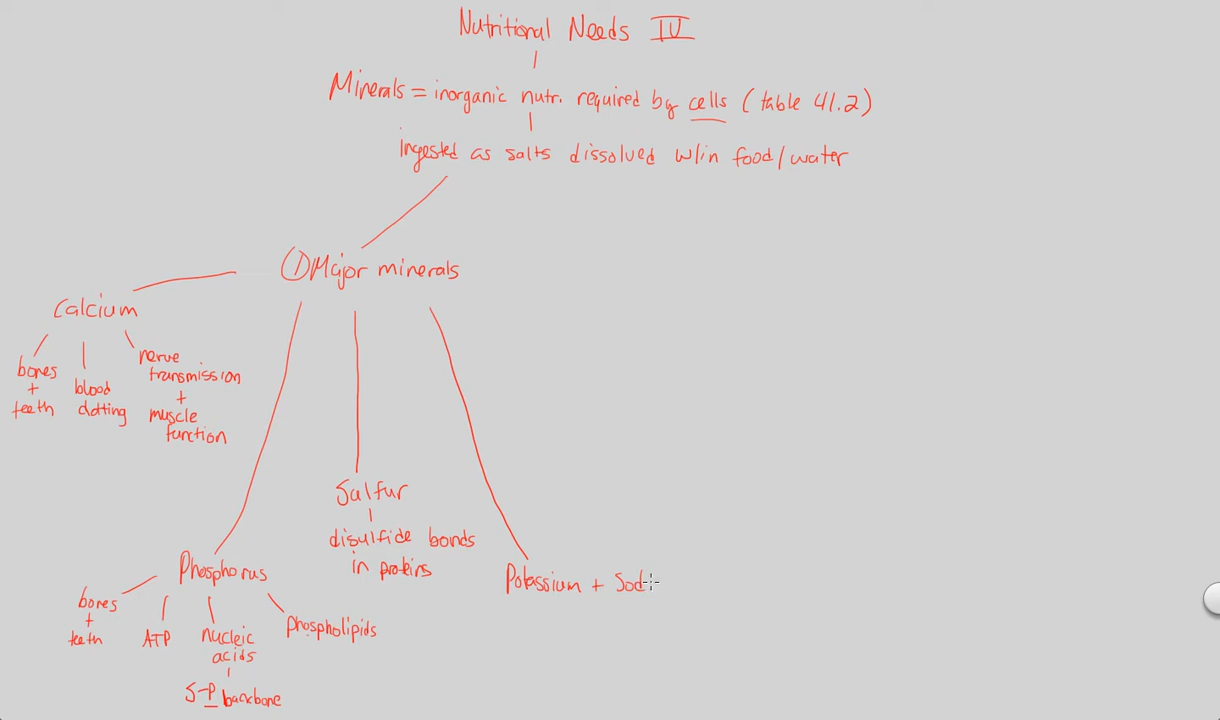 Nutritional Needs IV
Minerals = inorganic nutr. required by cells (table 41.2)
ingested as salts dissolved w/in food/water
① Major minerals
Calcium
bones
+
teeth
blood
clotting
nerve
transmission
+
muscle
function
Phosphorus
bones
+
teeth
ATP
nucleic
acids
S-P backbone
phospholipids
Salfur
disulfide bonds
in proteins
Potassium + Sod